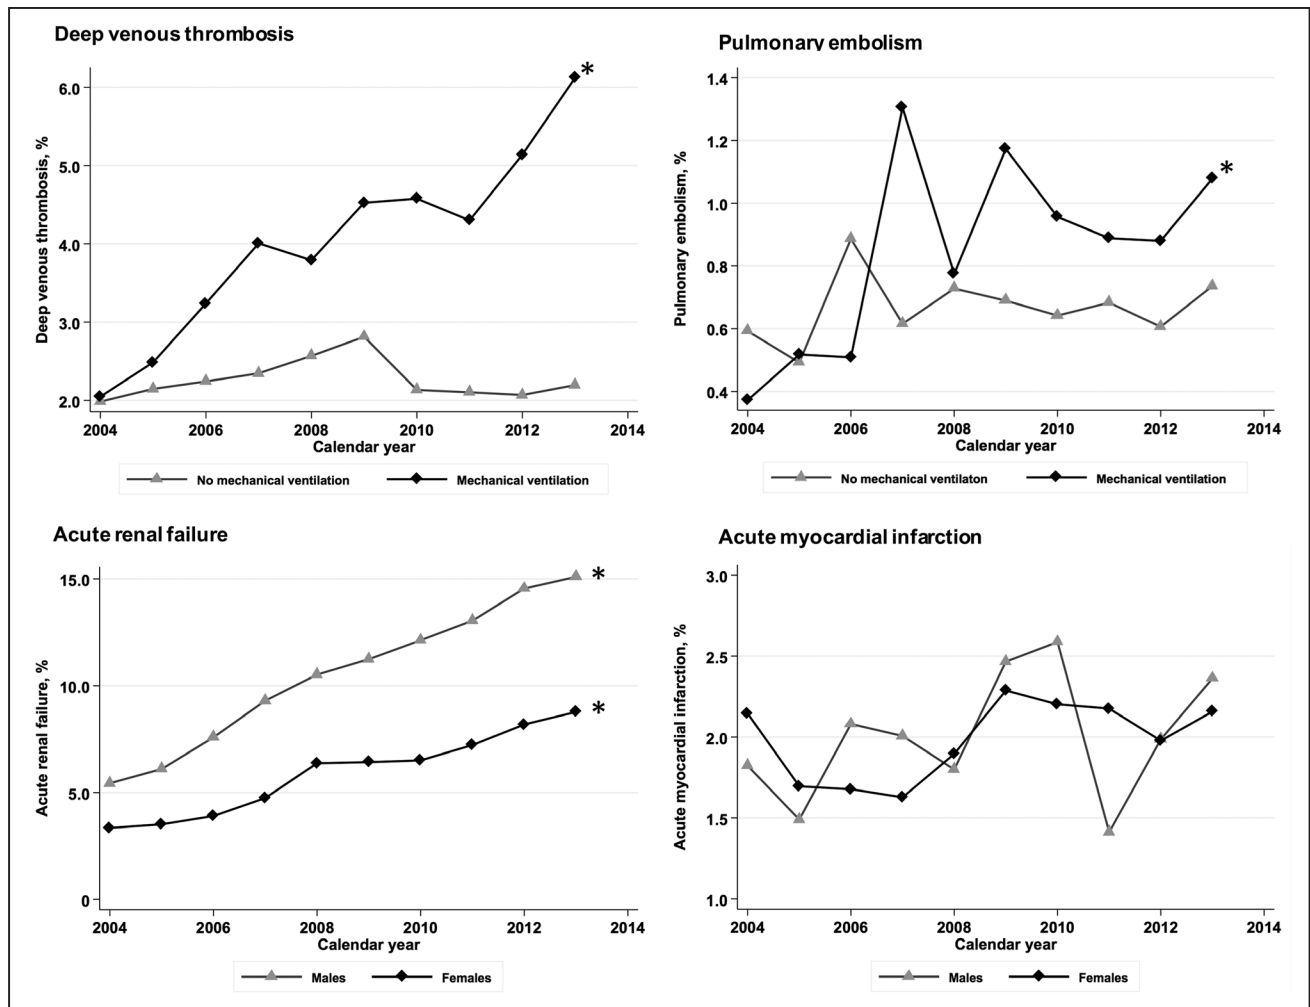 Deep venous thrombosis
Deep venous thrombosis, %
6.0
5.0
4.0
3.0
2.0
*
2004 2006 2008 2010 2012 2014
Calendar year
No mechanical ventilation Mechanical ventilation
Pulmonary embolism
Pulmonary embolism, %
1.4
1.2
1.0
0.8
0.6
0.4
*
2004 2006 2008 2010 2012 2014
Calendar year
No mechanical ventilaton Mechanical ventilation
Acute renal failure
Acute renal failure, %
15.0
10.0
5.0
0
*
*
2004 2006 2008 2010 2012 2014
Calendar year
Males Females
Acute myocardial infarction
Acute myocardial infarction, %
3.0
2.5
2.0
1.5
1.0
2004 2006 2008 2010 2012 2014
Calendar year
Males Females